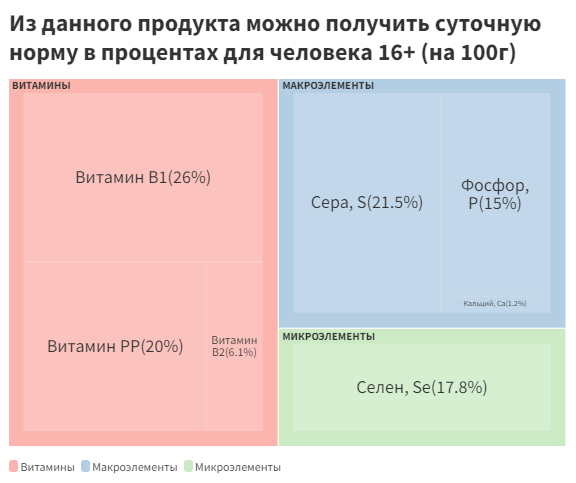 Из данного продукта можно получить суточную
норму в процентах для человека 16+ (на 100г)
ВИТАМИНЫ
Витамин B1(26%)
Витамин PP(20%)
Витамин
B2(6.1%)
МАКРОЭЛЕМЕНТЫ
Сера, S(21.5%)
Фосфор,
P(15%)
Кальций, Ca(1.2%)
МИКРОЭЛЕМЕНТЫ
Селен, Se(17.8%)
Витамины Макроэлементы Микроэлементы